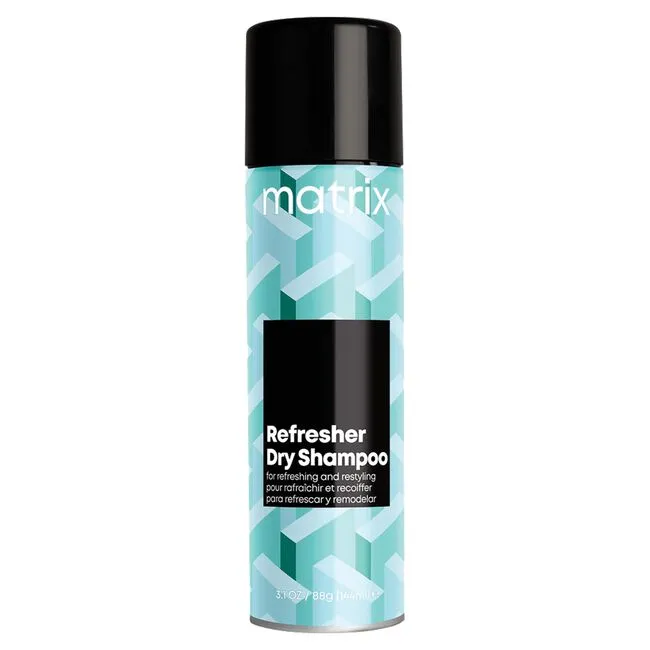 matrix
Refresher
Dry Shampoo
for refreshing and restyling
pour rafraîchir et recoiffer
para refrescar y remodelar
3.1 OZ / 88g